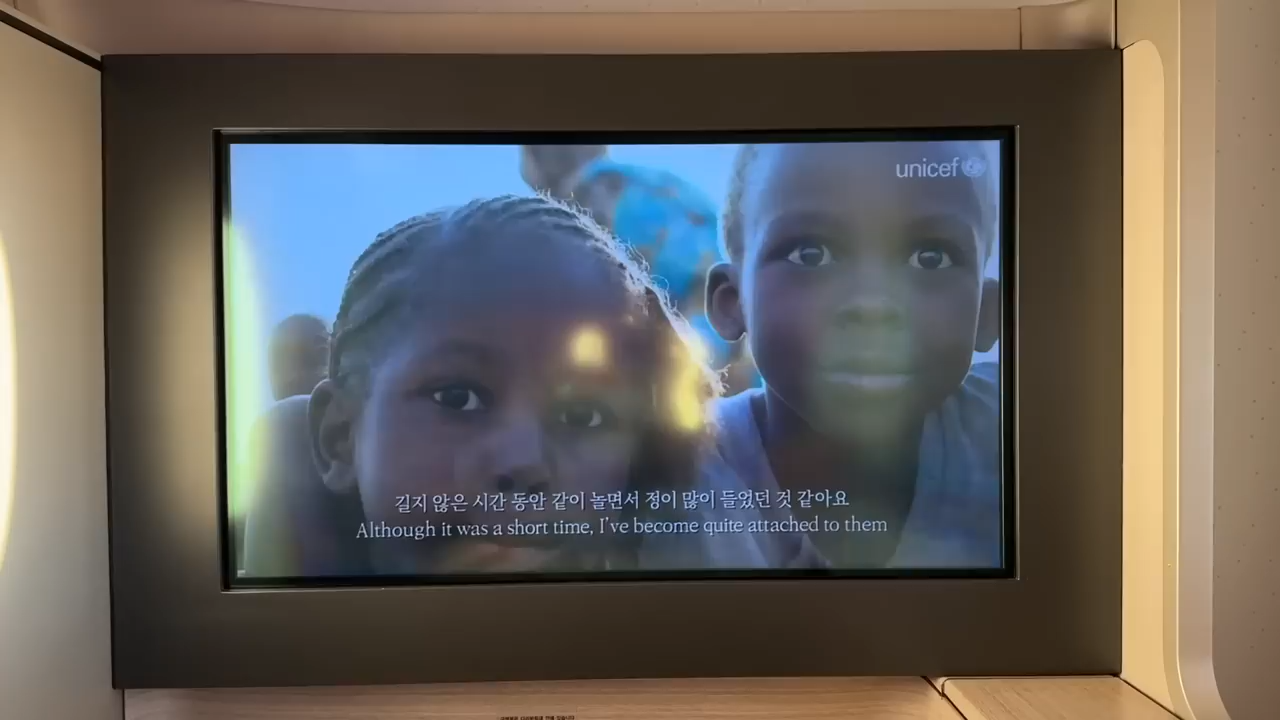 unicef
길지 않은 시간 동안 같이 놀면서 정이 많이 들었던 것 같아요
Although it was a short time, I've become quite attached to them